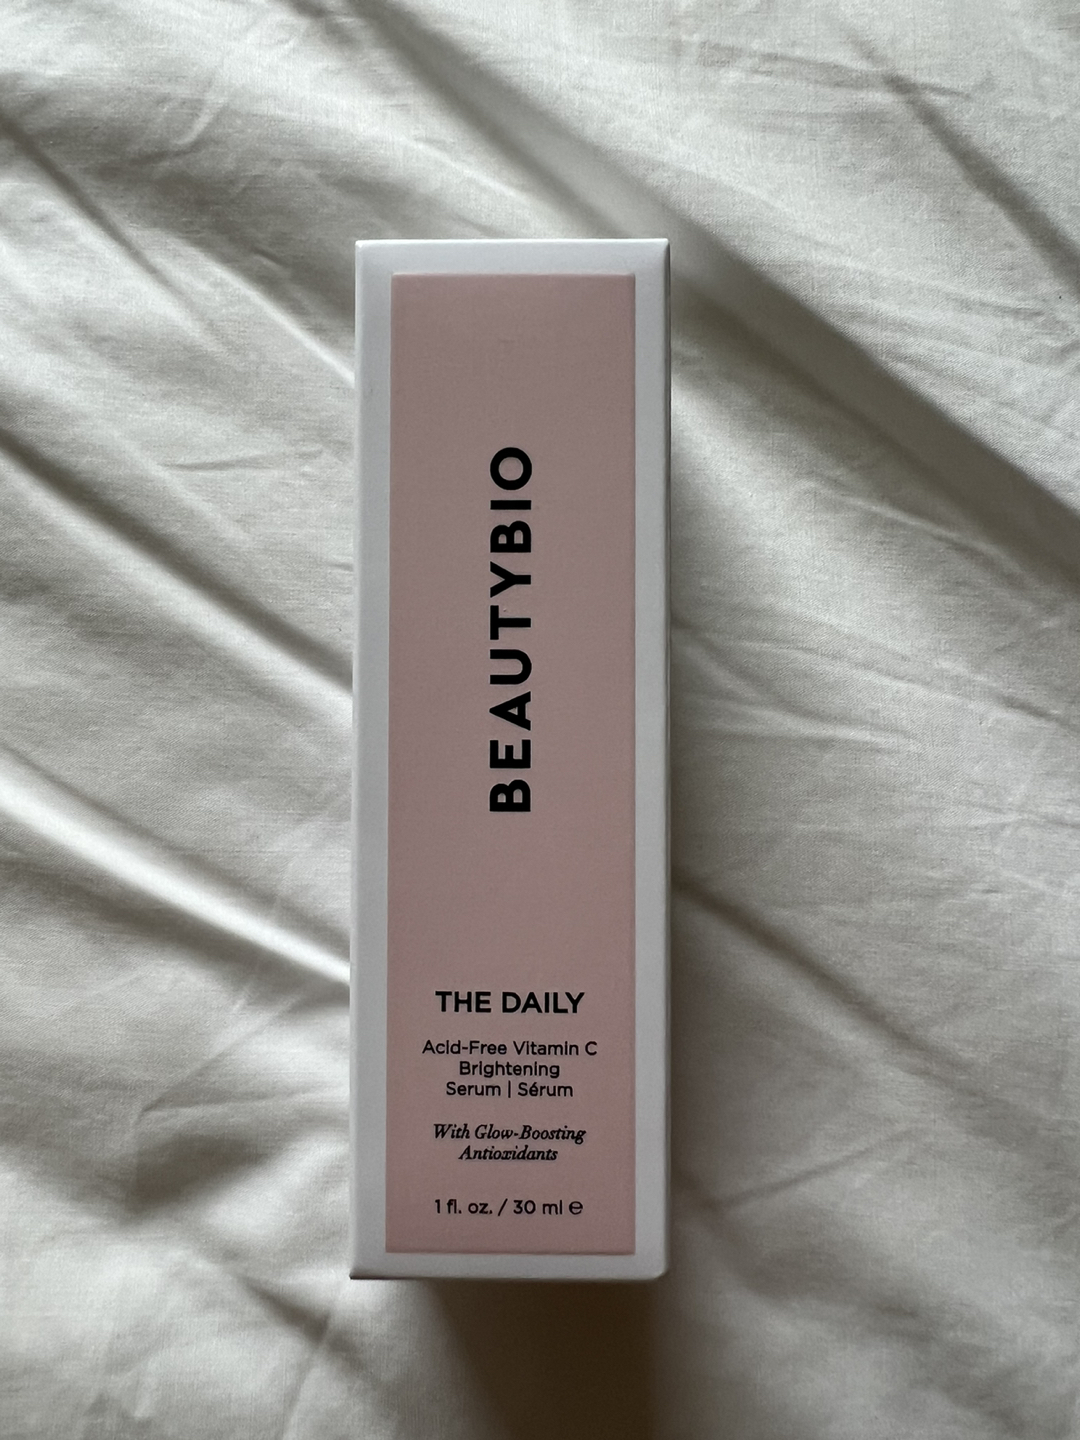 BEAUTYBIO
THE DAILY
Acid-Free Vitamin C
Brightening
Serum | Sérum
With Glow-Boosting
Antioxidants
1 fl. oz. / 30 ml ℮